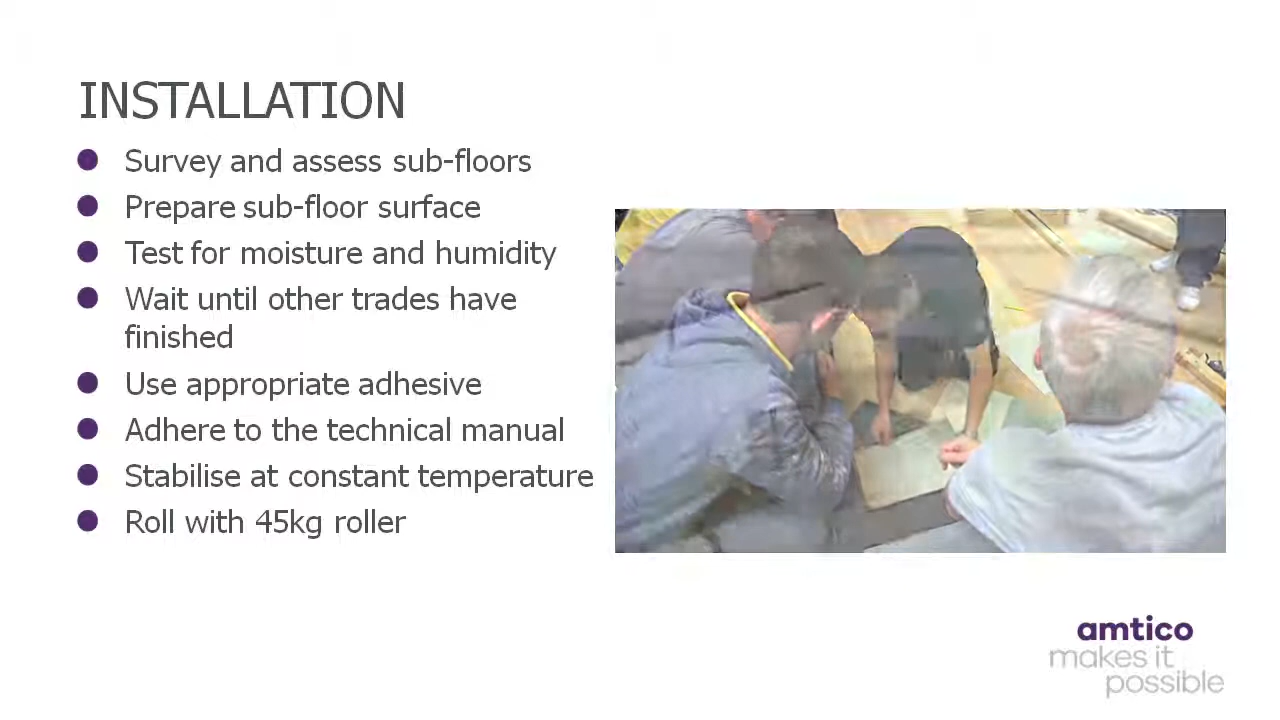 INSTALLATION
Survey and assess sub-floors
Prepare sub-floor surface
Test for moisture and humidity
Wait until other trades have
finished
Use appropriate adhesive
Adhere to the technical manual
Stabilise at constant temperature
Roll with 45kg roller
amtico
makes it
possible